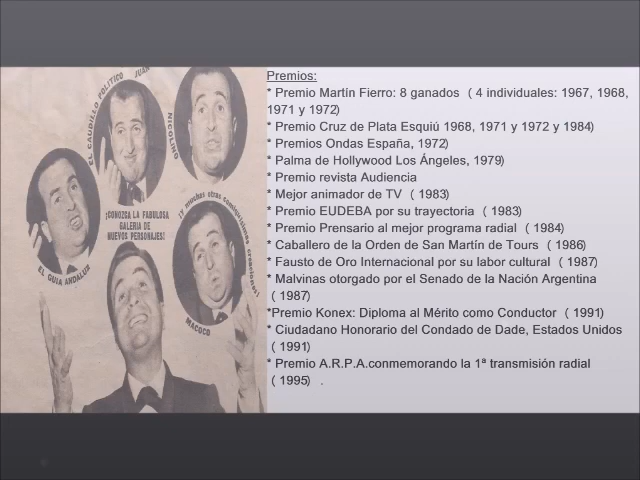 EL CAUDILLO POLITICO JUAN
NICOLINO
¡CONOZCA LA FABULOSA
GALERIA DE
NUEVOS PERSONAJES!
EL GUIA ANDALUZ
¡Y muchas otras comiquísimas creaciones!
MACOCO
Premios:
* Premio Martín Fierro: 8 ganados ( 4 individuales: 1967, 1968,
1971 y 1972)
* Premio Cruz de Plata Esquiú 1968, 1971 y 1972 y 1984)
* Premios Ondas España, 1972)
* Palma de Hollywood Los Ángeles, 1979)
* Premio revista Audiencia
* Mejor animador de TV ( 1983)
* Premio EUDEBA por su trayectoria ( 1983)
* Premio Prensario al mejor programa radial ( 1984)
* Caballero de la Orden de San Martín de Tours ( 1986)
* Fausto de Oro Internacional por su labor cultural ( 1987)
* Malvinas otorgado por el Senado de la Nación Argentina
( 1987)
*Premio Konex: Diploma al Mérito como Conductor ( 1991)
* Ciudadano Honorario del Condado de Dade, Estados Unidos
( 1991)
* Premio A.R.P.A.conmemorando la 1ª transmisión radial
( 1995) .